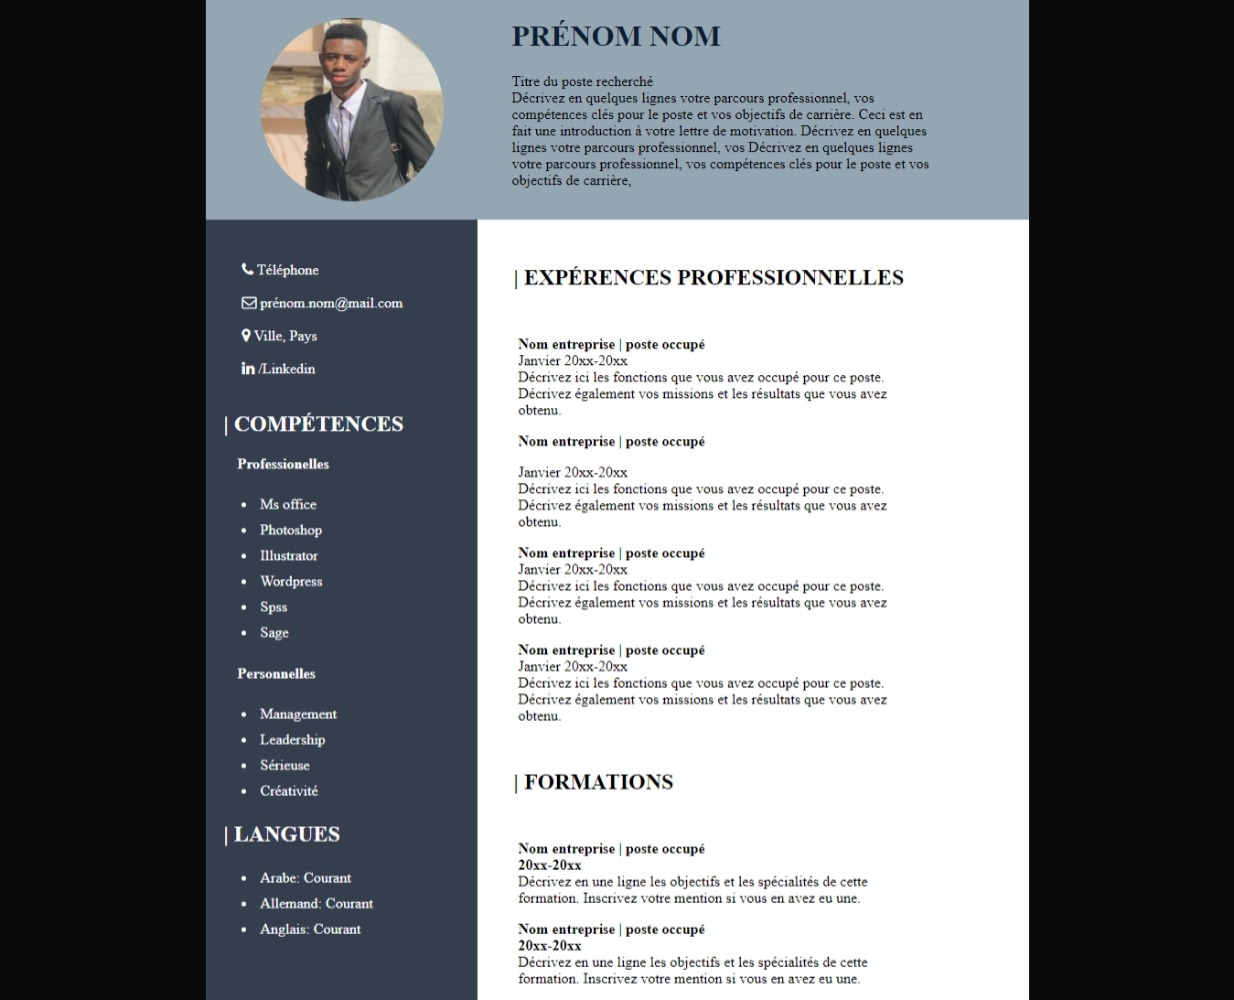 PRÉNOM NOM
Titre du poste recherché
Décrivez en quelques lignes votre parcours professionnel, vos
compétences clés pour le poste et vos objectifs de carrière. Ceci est en
fait une introduction à votre lettre de motivation. Décrivez en quelques
lignes votre parcours professionnel, vos Décrivez en quelques lignes
votre parcours professionnel, vos compétences clés pour le poste et vos
objectifs de carrière,
Téléphone
prénom.nom@mail.com
Ville, Pays
in /Linkedin
| COMPÉTENCES
Professionelles
• Ms office
• Photoshop
• Illustrator
• Wordpress
• Spss
• Sage
Personnelles
• Management
• Leadership
• Sérieuse
• Créativité
| LANGUES
• Arabe: Courant
• Allemand: Courant
• Anglais: Courant
| EXPÉRENCES PROFESSIONNELLES
Nom entreprise | poste occupé
Janvier 20xx-20xx
Décrivez ici les fonctions que vous avez occupé pour ce poste.
Décrivez également vos missions et les résultats que vous avez
obtenu.
Nom entreprise | poste occupé
Janvier 20xx-20xx
Décrivez ici les fonctions que vous avez occupé pour ce poste.
Décrivez également vos missions et les résultats que vous avez
obtenu.
Nom entreprise | poste occupé
Janvier 20xx-20xx
Décrivez ici les fonctions que vous avez occupé pour ce poste.
Décrivez également vos missions et les résultats que vous avez
obtenu.
Nom entreprise | poste occupé
Janvier 20xx-20xx
Décrivez ici les fonctions que vous avez occupé pour ce poste.
Décrivez également vos missions et les résultats que vous avez
obtenu.
| FORMATIONS
Nom entreprise | poste occupé
20xx-20xx
Décrivez en une ligne les objectifs et les spécialités de cette
formation. Inscrivez votre mention si vous en avez eu une.
Nom entreprise | poste occupé
20xx-20xx
Décrivez en une ligne les objectifs et les spécialités de cette
formation. Inscrivez votre mention si vous en avez eu une.